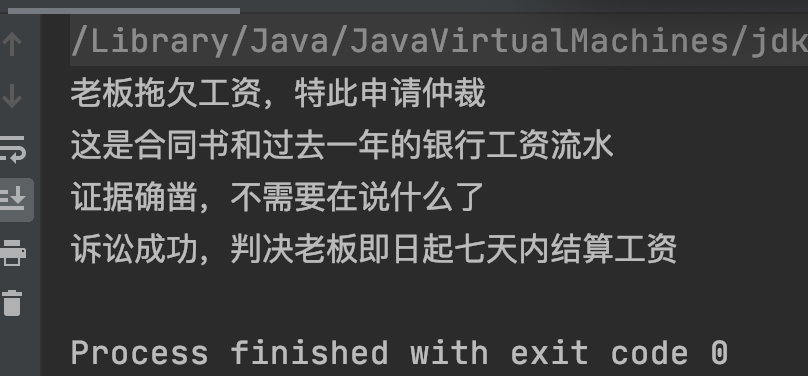 /Library/Java/JavaVirtualMachines/jdk
老板拖欠工资，特此申请仲裁
这是合同书和过去一年的银行工资流水
证据确凿，不需要在说什么了
诉讼成功，判决老板即日起七天内结算工资
Process finished with exit code 0